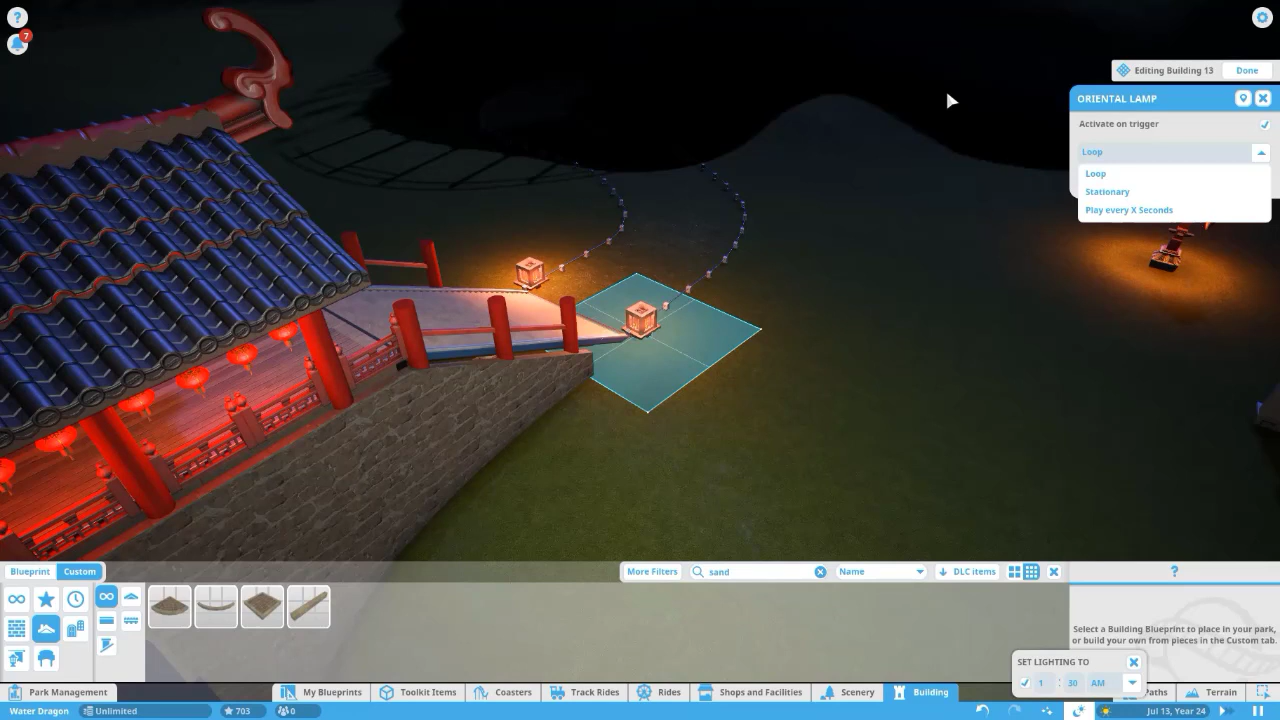 ?
7
Editing Building 13
Done
ORIENTAL LAMP
Activate on trigger
Loop
Loop
Stationary
Play every X Seconds
Blueprint
Custom
More Filters
sand
Name
DLC items
?
Select a Building Blueprint to place in your park,
or build your own from pieces in the Custom tab.
SET LIGHTING TO
1 : 30 AM
Park Management
My Blueprints
Toolkit Items
Coasters
Track Rides
Rides
Shops and Facilities
Scenery
Building
Paths
Terrain
Water Dragon
Unlimited
703
0
Jul 13, Year 24